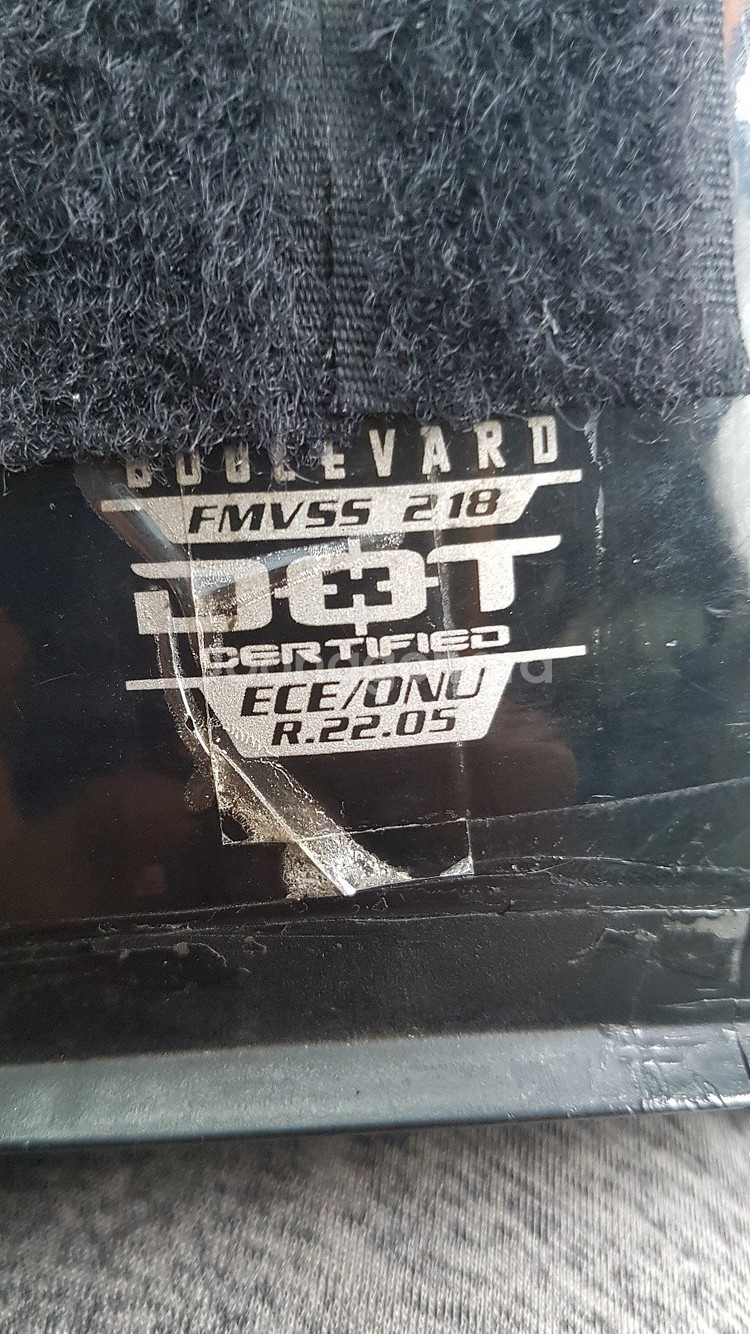 BOULEVARD
FMVSS 218
DOT
CERTIFIED
ECE/ONU
R.22.05